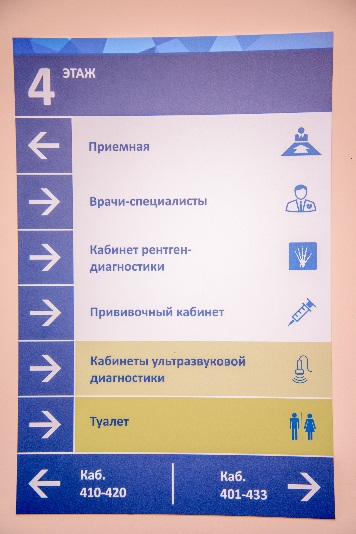 4 ЭТАЖ
Приемная
Врачи-специалисты
Кабинет рентген-
диагностики
Прививочный кабинет
Кабинеты ультразвуковой
диагностики
Туалет
Каб.
410-420
Каб.
401-433